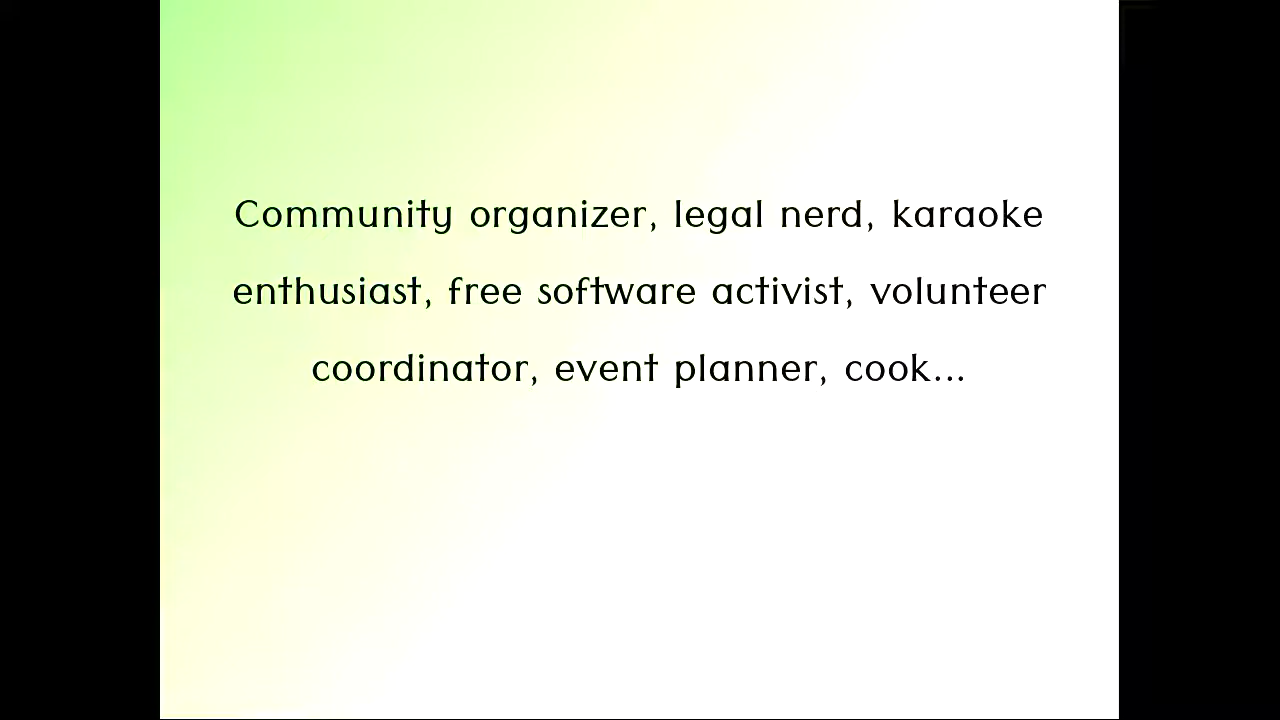 Community organizer, legal nerd, karaoke
enthusiast, free software activist, volunteer
coordinator, event planner, cook...